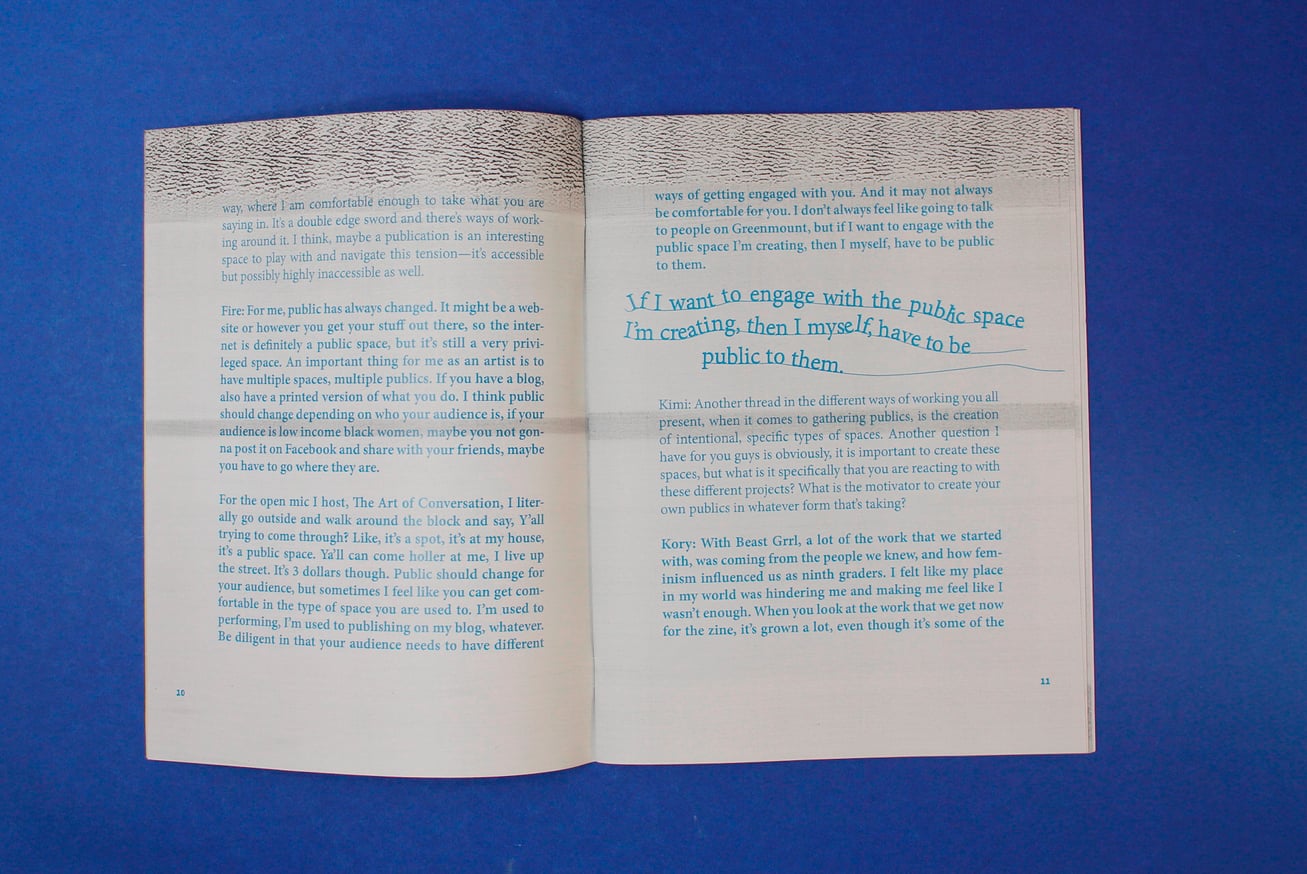 way, where I am comfortable enough to take what you are
saying in. It's a double edge sword and there's ways of work-
ing around it. I think, maybe a publication is an interesting
space to play with and navigate this tension—it's accessible
but possibly highly inaccessible as well.
Fire: For me, public has always changed. It might be a web-
site or however you get your stuff out there, so the inter-
net is definitely a public space, but it's still a very privi-
leged space. An important thing for me as an artist is to
have multiple spaces, multiple publics. If you have a blog,
also have a printed version of what you do. I think public
should change depending on who your audience is, if your
audience is low income black women, maybe you not gon-
na post it on Facebook and share with your friends, maybe
you have to go where they are.
For the open mic I host, The Art of Conversation, I liter-
ally go outside and walk around the block and say, Y'all
trying to come through? Like, it's a spot, it's at my house,
it's a public space. Ya'll can come holler at me, I live up
the street. It's 3 dollars though. Public should change for
your audience, but sometimes I feel like you can get com-
fortable in the type of space you are used to. I'm used to
performing, I'm used to publishing on my blog, whatever.
Be diligent in that your audience needs to have different
10
ways of getting engaged with you. And it may not always
be comfortable for you. I don't always feel like going to talk
to people on Greenmount, but if I want to engage with the
public space I'm creating, then I myself, have to be public
to them.
If I want to engage with the public space
I'm creating, then I myself, have to be
public to them.
Kimi: Another thread in the different ways of working you all
present, when it comes to gathering publics, is the creation
of intentional, specific types of spaces. Another question I
have for you guys is obviously, it is important to create these
spaces, but what is it specifically that you are reacting to with
these different projects? What is the motivator to create your
own publics in whatever form that's taking?
Kory: With Beast Grrl, a lot of the work that we started
with, was coming from the people we knew, and how fem-
inism influenced us as ninth graders. I felt like my place
in my world was hindering me and making me feel like I
wasn't enough. When you look at the work that we get now
for the zine, it's grown a lot, even though it's some of the
11